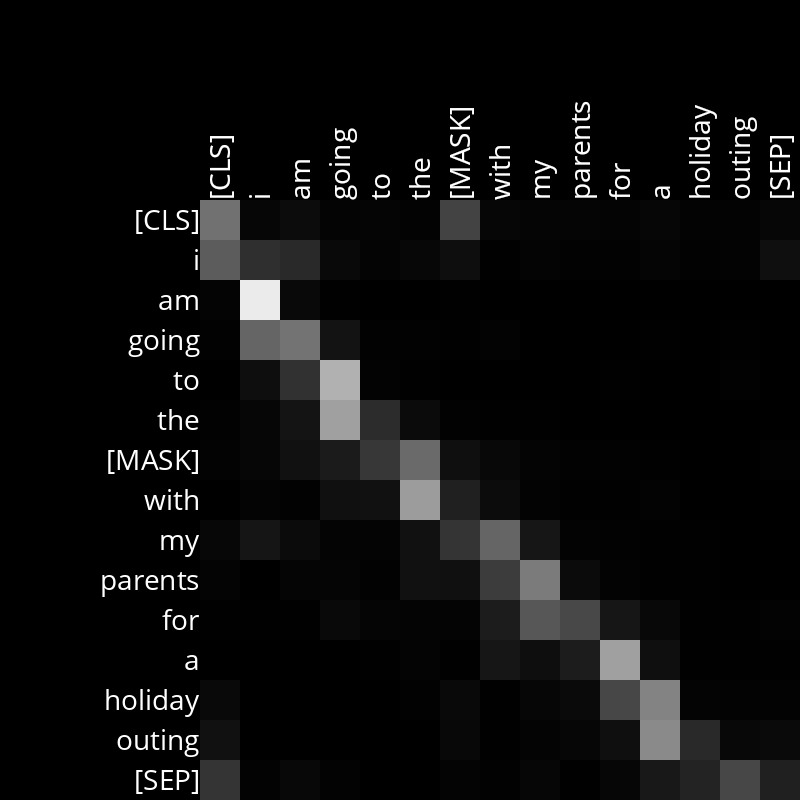 [CLS] i am going to the [MASK] with my parents for a holiday outing [SEP]
[CLS]
i
am
going
to
the
[MASK]
with
my
parents
for
a
holiday
outing
[SEP]